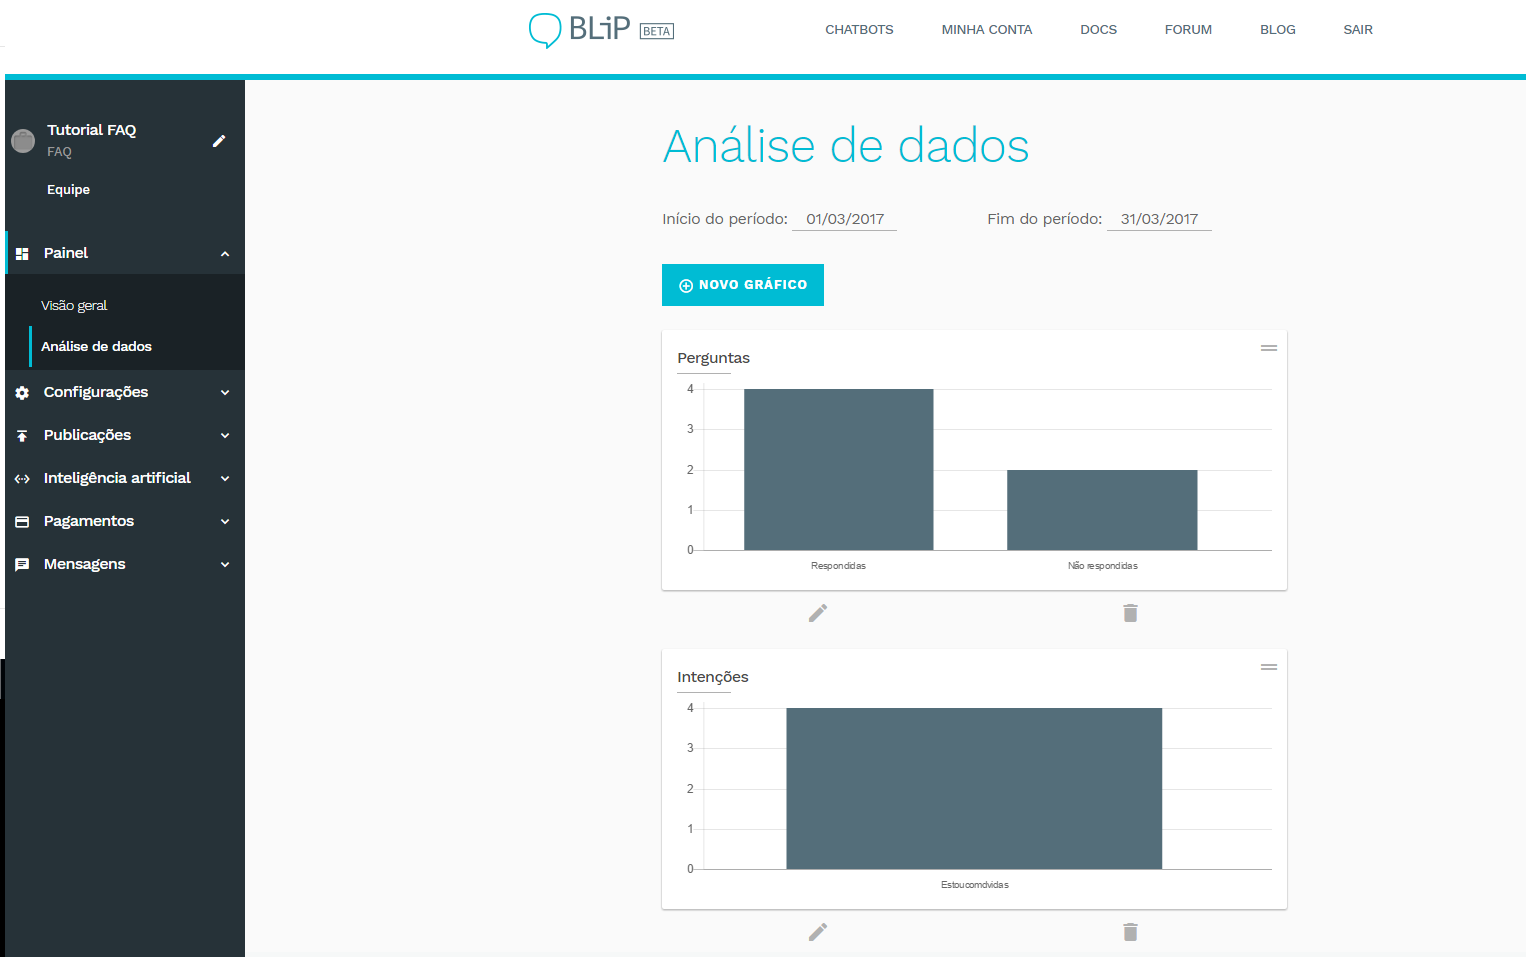 BLiP BETA
CHATBOTS MINHA CONTA DOCS FORUM BLOG SAIR
Tutorial FAQ
FAQ
Equipe
Painel
Visão geral
Análise de dados
Configurações
Publicações
Inteligência artificial
Pagamentos
Mensagens
Análise de dados
Início do período: 01/03/2017 Fim do período: 31/03/2017
NOVO GRÁFICO
Perguntas
4
3
2
1
0
Respondidas Não respondidas
Intenções
4
3
2
1
0
Estoucomdvidas